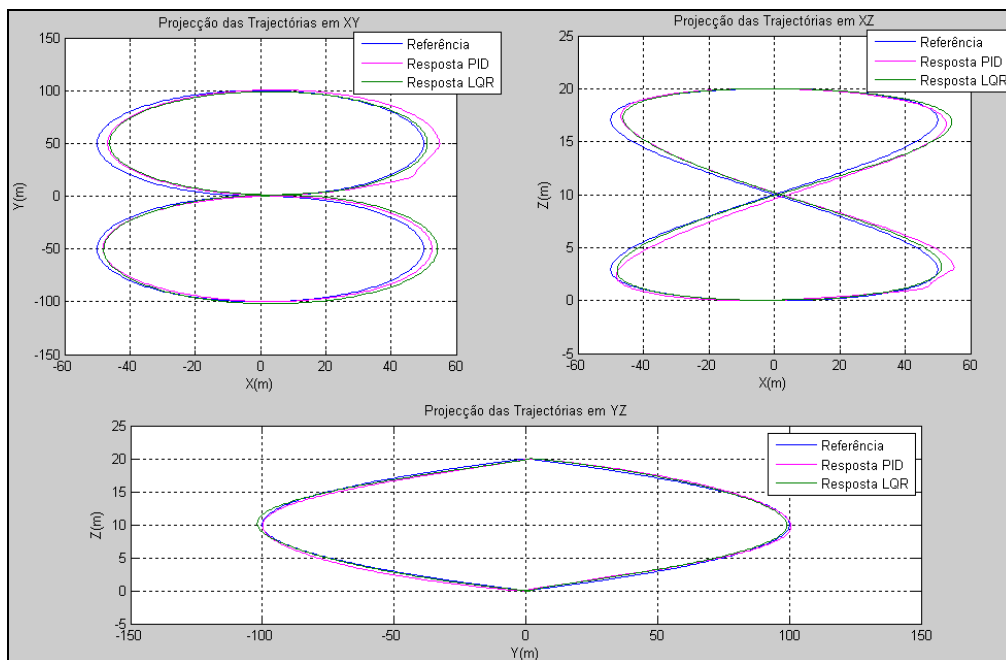 Projecção das Trajectórias em XY
150
100
50
0
-50
-100
-150
-60
-40
-20
0
20
40
60
X(m)
Y(m)
Referência
Resposta PID
Resposta LQR
Projecção das Trajectórias em XZ
25
20
15
10
5
0
-5
-60
-40
-20
0
20
40
60
X(m)
Z(m)
Referência
Resposta PID
Resposta LQR
Projecção das Trajectórias em YZ
25
20
15
10
5
0
-5
-150
-100
-50
0
50
100
150
Y(m)
Z(m)
Referência
Resposta PID
Resposta LQR